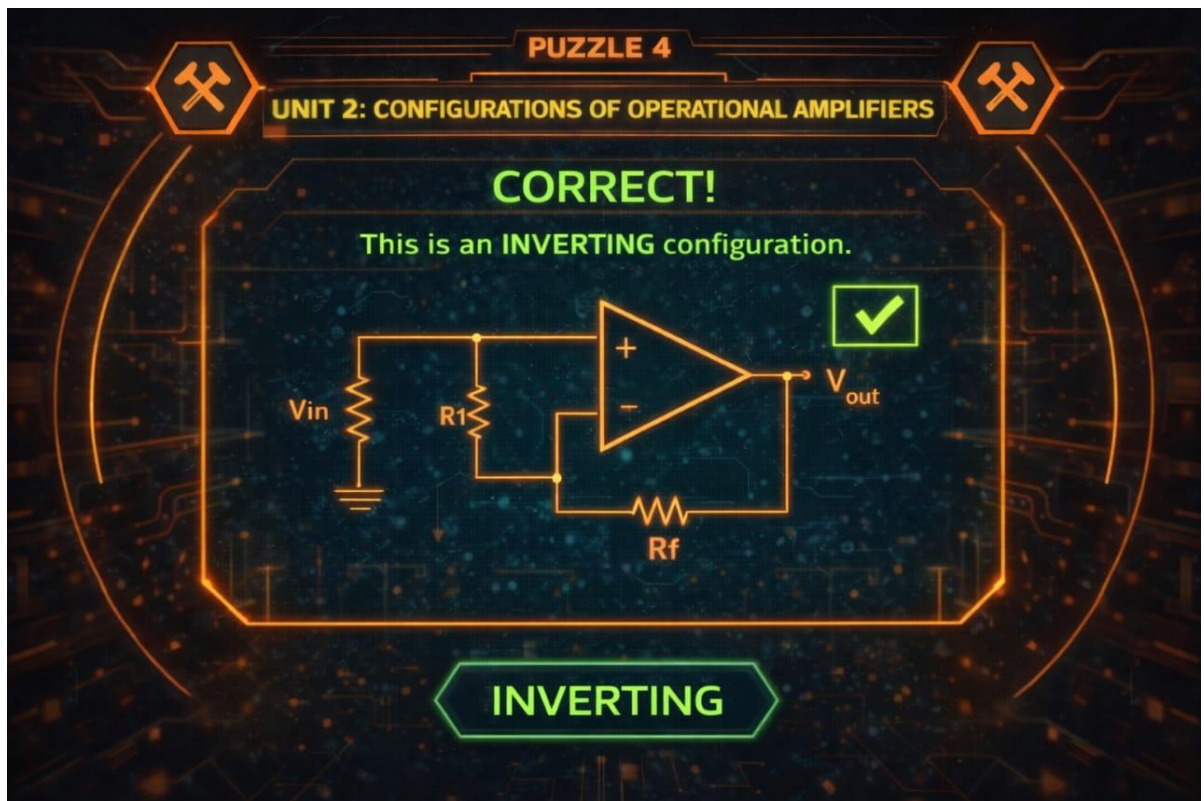 PUZZLE 4
UNIT 2: CONFIGURATIONS OF OPERATIONAL AMPLIFIERS
CORRECT!
This is an INVERTING configuration.
+
Vin
R1
−
Vout
Rf
INVERTING